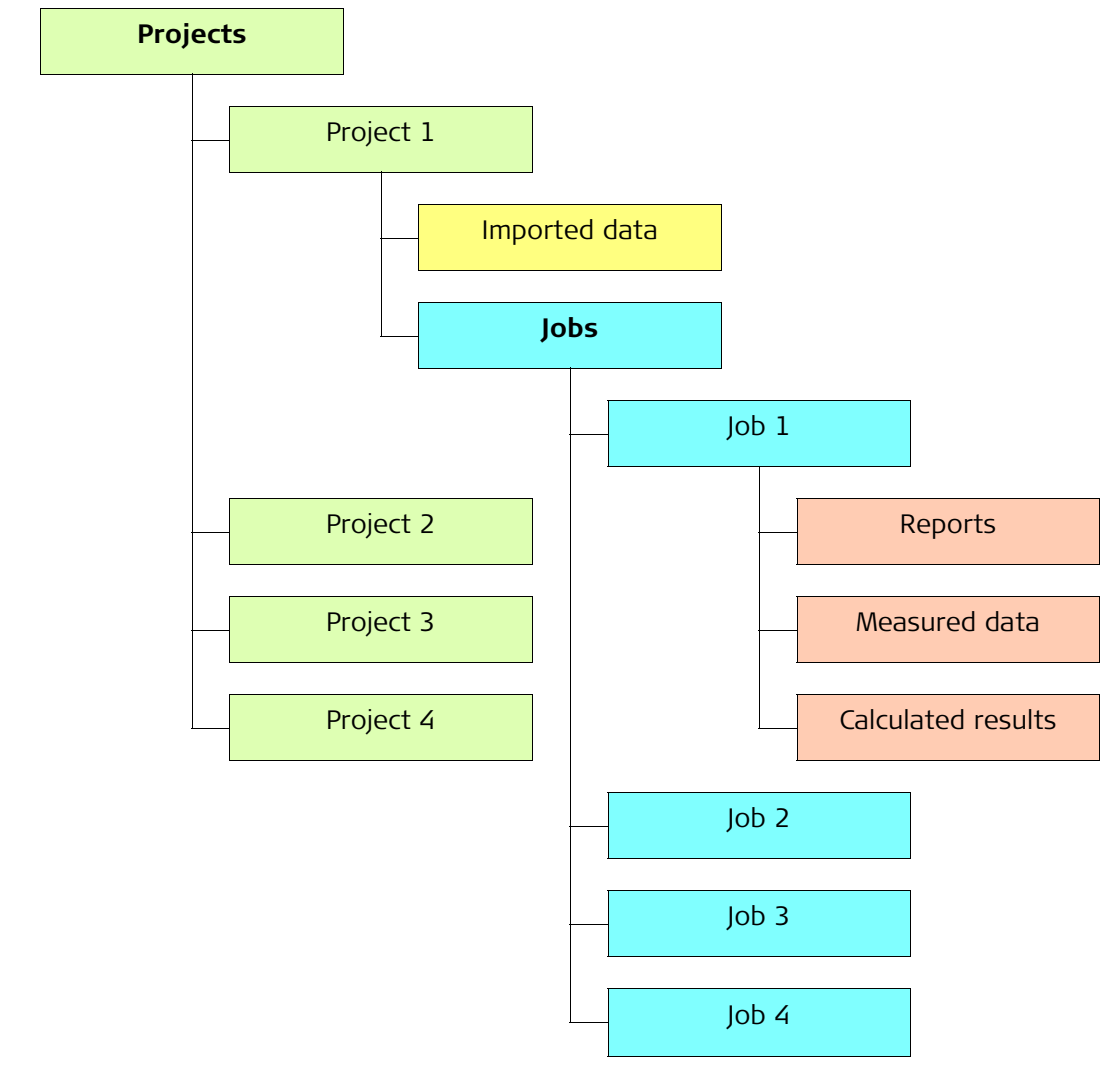 Projects
Project 1
Imported data
Jobs
Job 1
Project 2
Reports
Project 3
Measured data
Project 4
Calculated results
Job 2
Job 3
Job 4